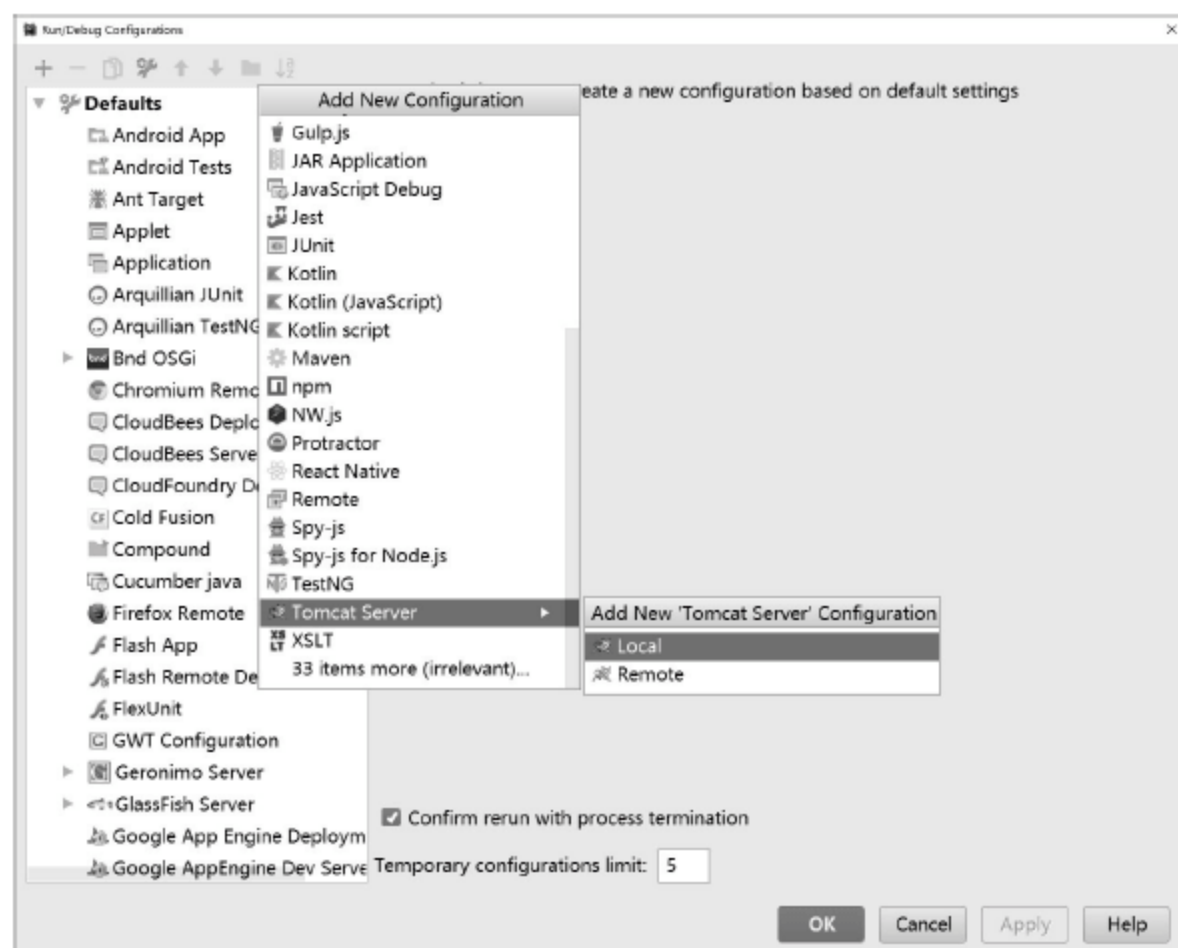 Run/Debug Configurations
eate a new configuration based on default settings
Defaults
Android App
Android Tests
Ant Target
Applet
Application
Arquillian JUnit
Arquillian TestNG
Bnd OSGi
Chromium Remo
CloudBees Deplo
CloudBees Serve
CloudFoundry De
Cold Fusion
Compound
Cucumber java
Firefox Remote
Flash App
Flash Remote De
FlexUnit
GWT Configuration
Geronimo Server
GlassFish Server
Google App Engine Deploym
Google AppEngine Dev Serve
Add New Configuration
Gulp.js
JAR Application
JavaScript Debug
Jest
JUnit
Kotlin
Kotlin (JavaScript)
Kotlin script
Maven
npm
NW.js
Protractor
React Native
Remote
Spy-js
Spy-js for Node.js
TestNG
Tomcat Server
XSLT
33 items more (irrelevant)...
Add New 'Tomcat Server' Configuration
Local
Remote
Confirm rerun with process termination
Temporary configurations limit: 5
OK Cancel Apply Help